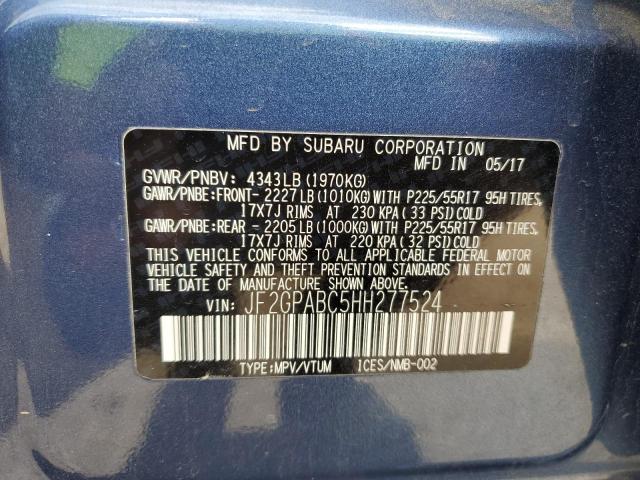 MFD BY SUBARU CORPORATION
MFD IN 05/17
GVWR/PNBV: 4343LB(1970KG)
GAWR/PNBE:FRONT- 2227LB(1010KG)WITH P225/55R17 95H TIRES,
17X7J RIMS AT 230 KPA(33 PSI)COLD
GAWR/PNBE:REAR - 2205LB(1000KG)WITH P225/55R17 95H TIRES,
17X7J RIMS AT 220 KPA(32 PSI)COLD
THIS VEHICLE CONFORMS TO ALL APPLICABLE FEDERAL MOTOR
VEHICLE SAFETY AND THEFT PREVENTION STANDARDS IN EFFECT ON
THE DATE OF MANUFACTURE SHOWN ABOVE.
VIN: JF2GPABC5HH277524
TYPE:MPV/VTUM ICES/NMB-002